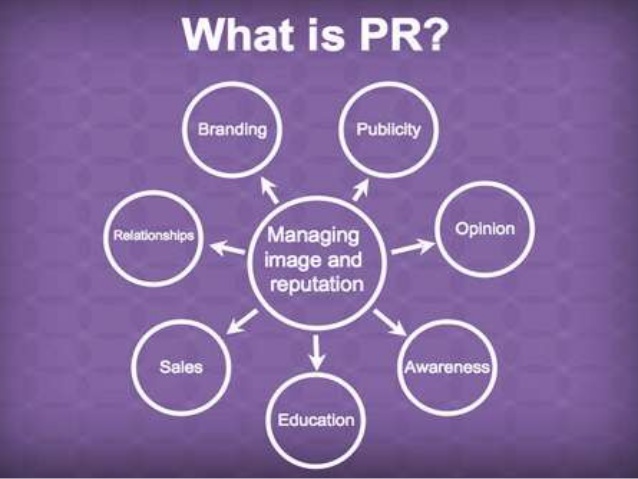 What is PR?
Branding
Publicity
Relationships
Managing
image and
reputation
Opinion
Sales
Awareness
Education